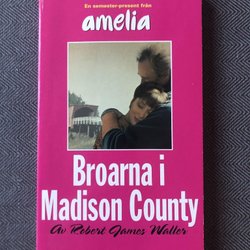 En semester-present från
amelia
Broarna i
Madison County
Av Robert James Waller